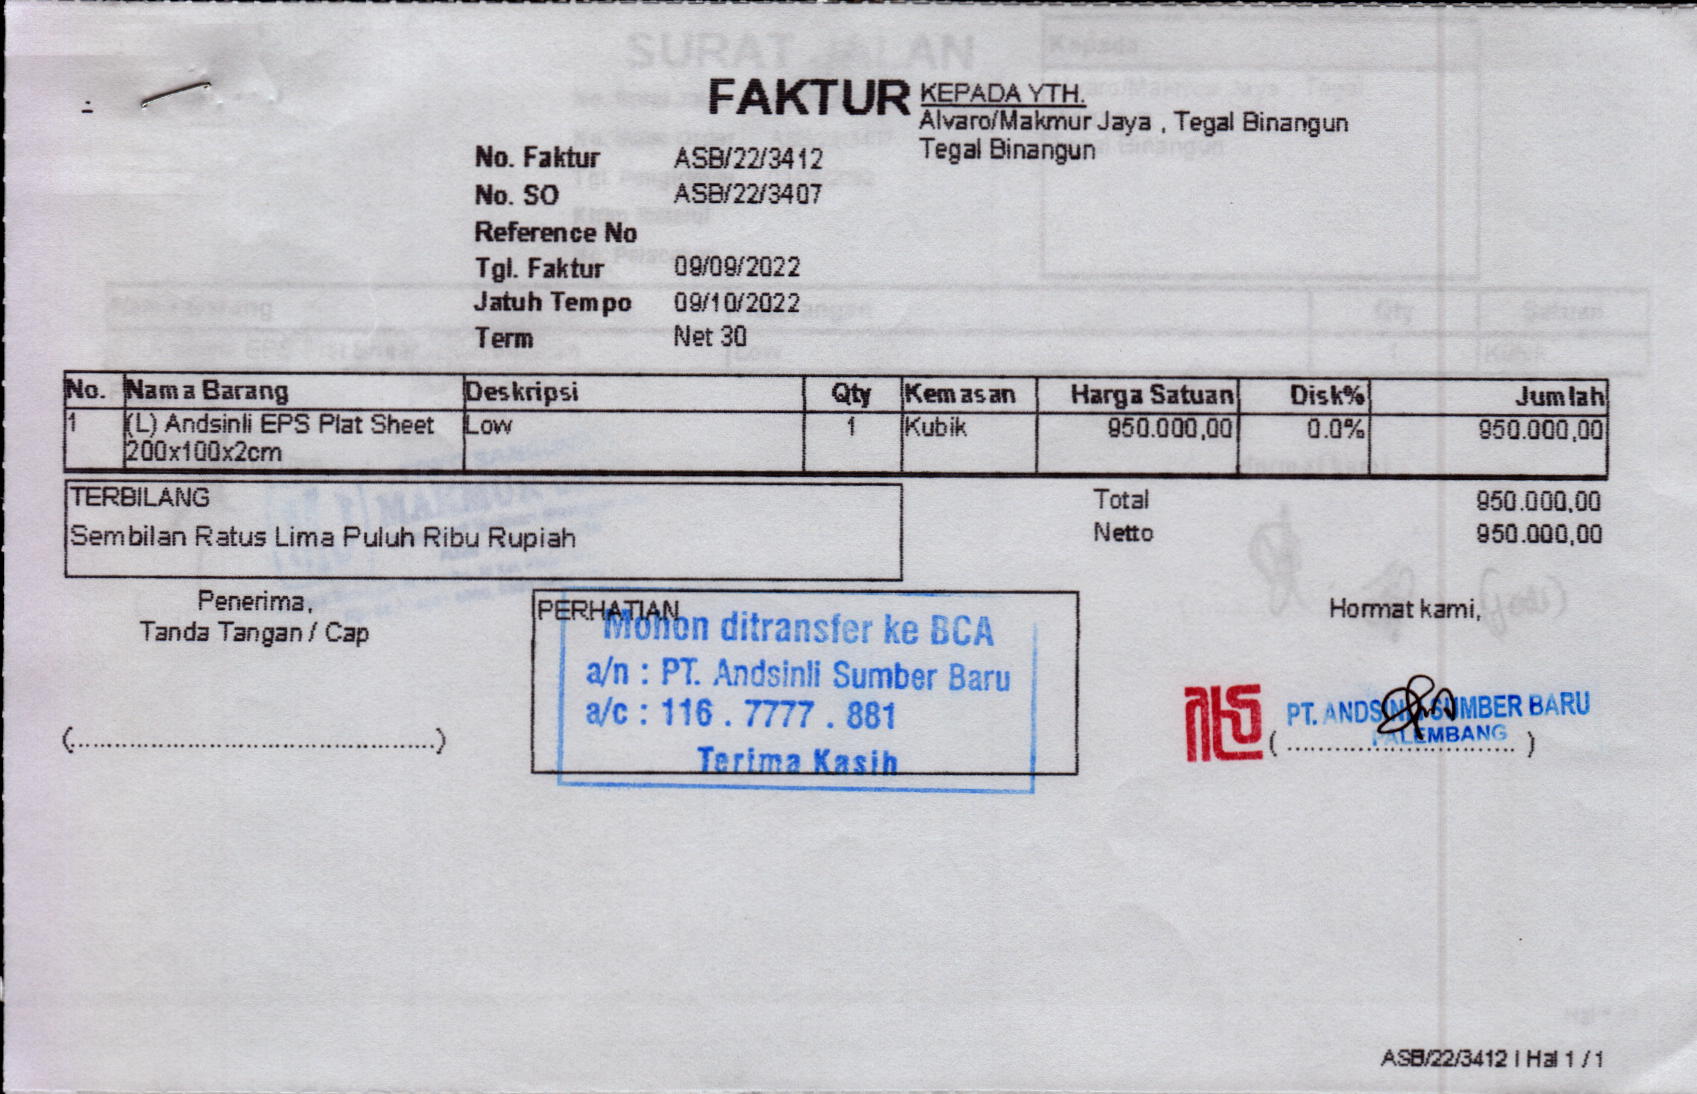 FAKTUR
KEPADA YTH.
Alvaro/Makmur Jaya , Tegal Binangun
Tegal Binangun
No. Faktur ASB/22/3412
No. SO ASB/22/3407
Reference No
Tgl. Faktur 09/09/2022
Jatuh Tempo 09/10/2022
Term Net 30
No. Nama Barang Deskripsi Qty Kemasan Harga Satuan Disk% Jumlah
1 (L) Andsinli EPS Plat Sheet Low 1 Kubik 950.000,00 0.0% 950.000,00
200x100x2cm
TERBILANG
Sembilan Ratus Lima Puluh Ribu Rupiah
Total 950.000,00
Netto 950.000,00
Penerima,
Tanda Tangan / Cap
(................................................)
PERHATIAN
Mohon ditransfer ke BCA
a/n : PT. Andsinli Sumber Baru
a/c : 116 . 7777 . 881
Terima Kasih
Hormat kami,
PT. ANDSINLI SUMBER BARU
PALEMBANG
( .............................. )
SURAT JALAN
Kepada
Qty Satuan
ASB/22/3412 | Hal 1 / 1